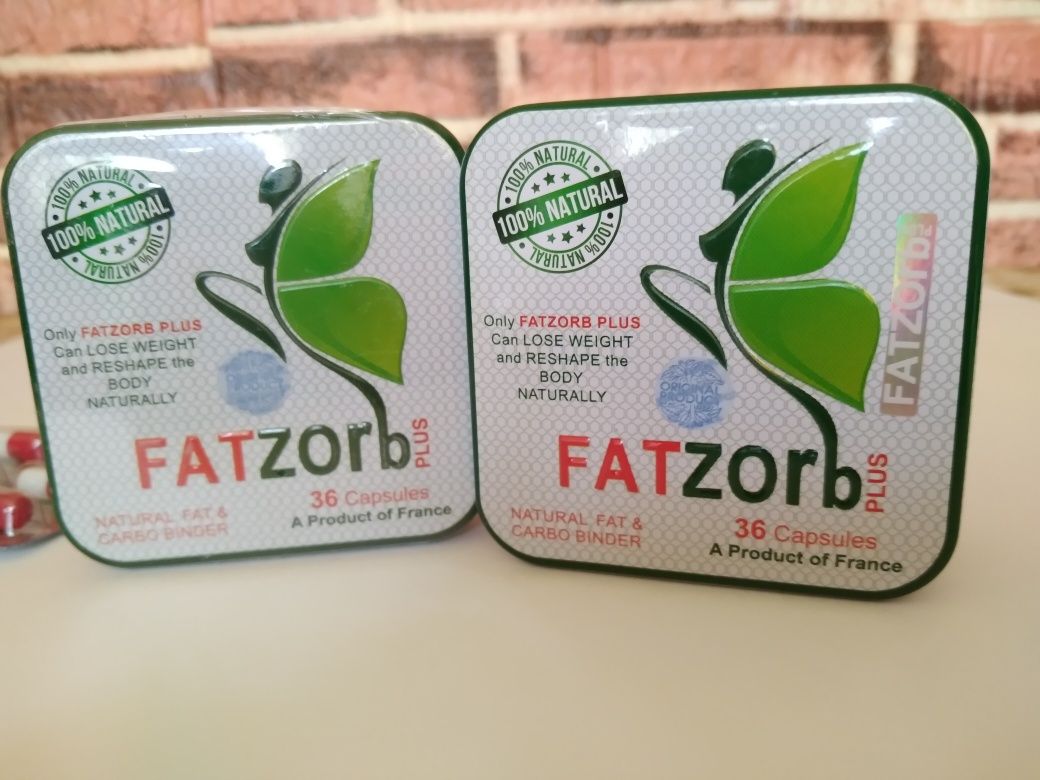 100% NATURAL
100% NATURAL
100% NATURAL
Only FATZORB PLUS
Can LOSE WEIGHT
and RESHAPE the
BODY
NATURALLY
FATzorb PLUS
36 Capsules
A Product of France
NATURAL FAT &
CARBO BINDER
100% NATURAL
100% NATURAL
100% NATURAL
Only FATZORB PLUS
Can LOSE WEIGHT
and RESHAPE the
BODY
NATURALLY
ORIGINAL
PRODUCT
FATZorb
FATzorb PLUS
36 Capsules
A Product of France
NATURAL FAT &
CARBO BINDER